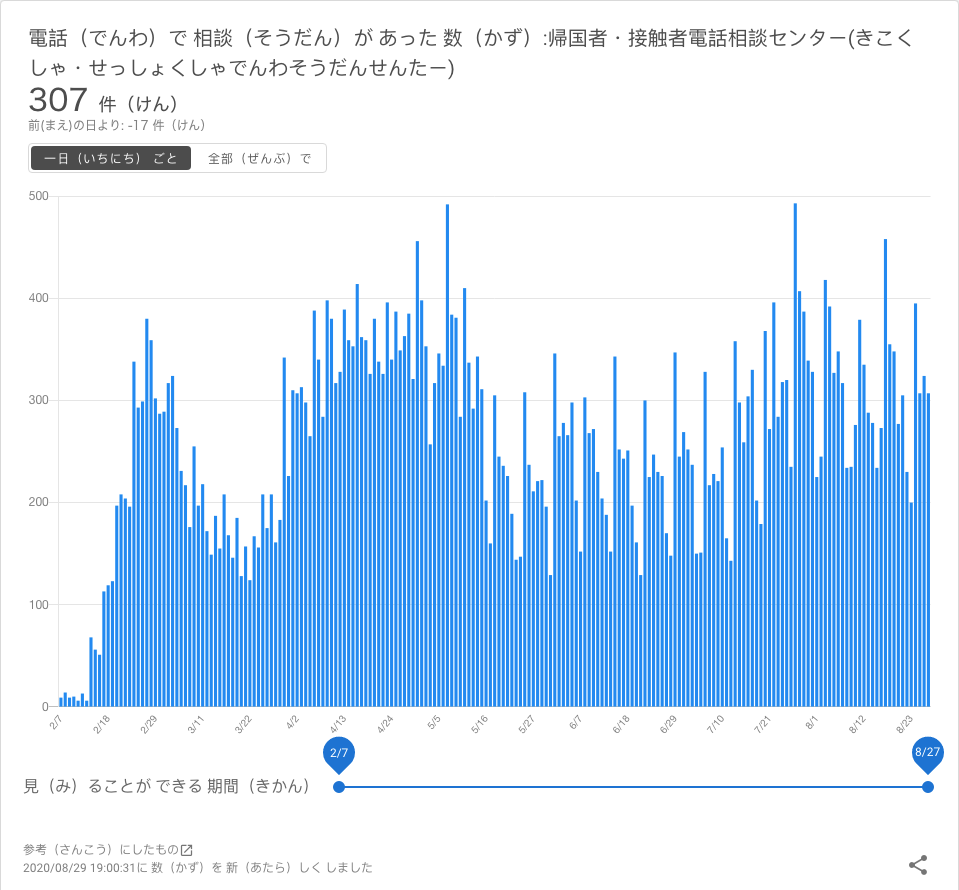 電話（でんわ）で 相談（そうだん）が あった 数（かず）:帰国者・接触者電話相談センター(きこく
しゃ・せっしょくしゃでんわそうだんせんたー)
307 件（けん）
前(まえ)の日より: -17 件（けん）
一日（いちにち） ごと 全部（ぜんぶ）で
500
400
300
200
100
0
2/7 2/18 2/29 3/11 3/22 4/2 4/13 4/24 5/5 5/16 5/27 6/7 6/18 6/29 7/10 7/21 8/1 8/12 8/23
2/7 8/27
見（み）ることが できる 期間（きかん）
参考（さんこう）にしたもの
2020/08/29 19:00:31に 数（かず）を 新（あたら）しく しました